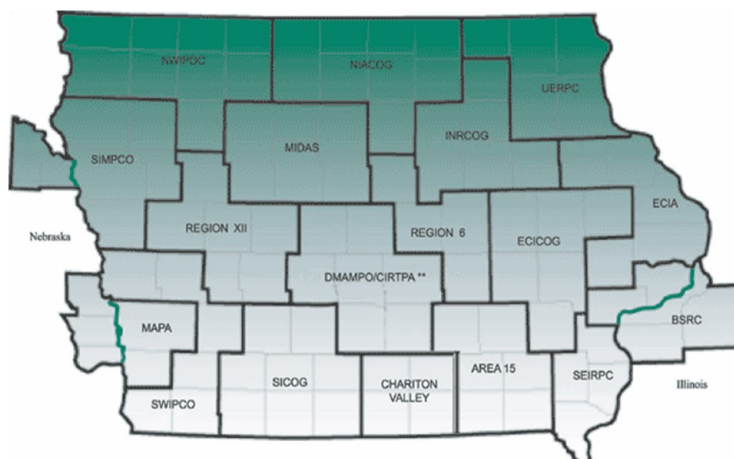 NWIPDC
NIACOG
UERPC
SIMPCO
MIDAS
INRCOG
ECIA
Nebraska
REGION XII
REGION 6
ECICOG
DMAMPO/CIRTPA **
MAPA
BSRC
SICOG
CHARITON
VALLEY
AREA 15
SEIRPC
Illinois
SWIPCO